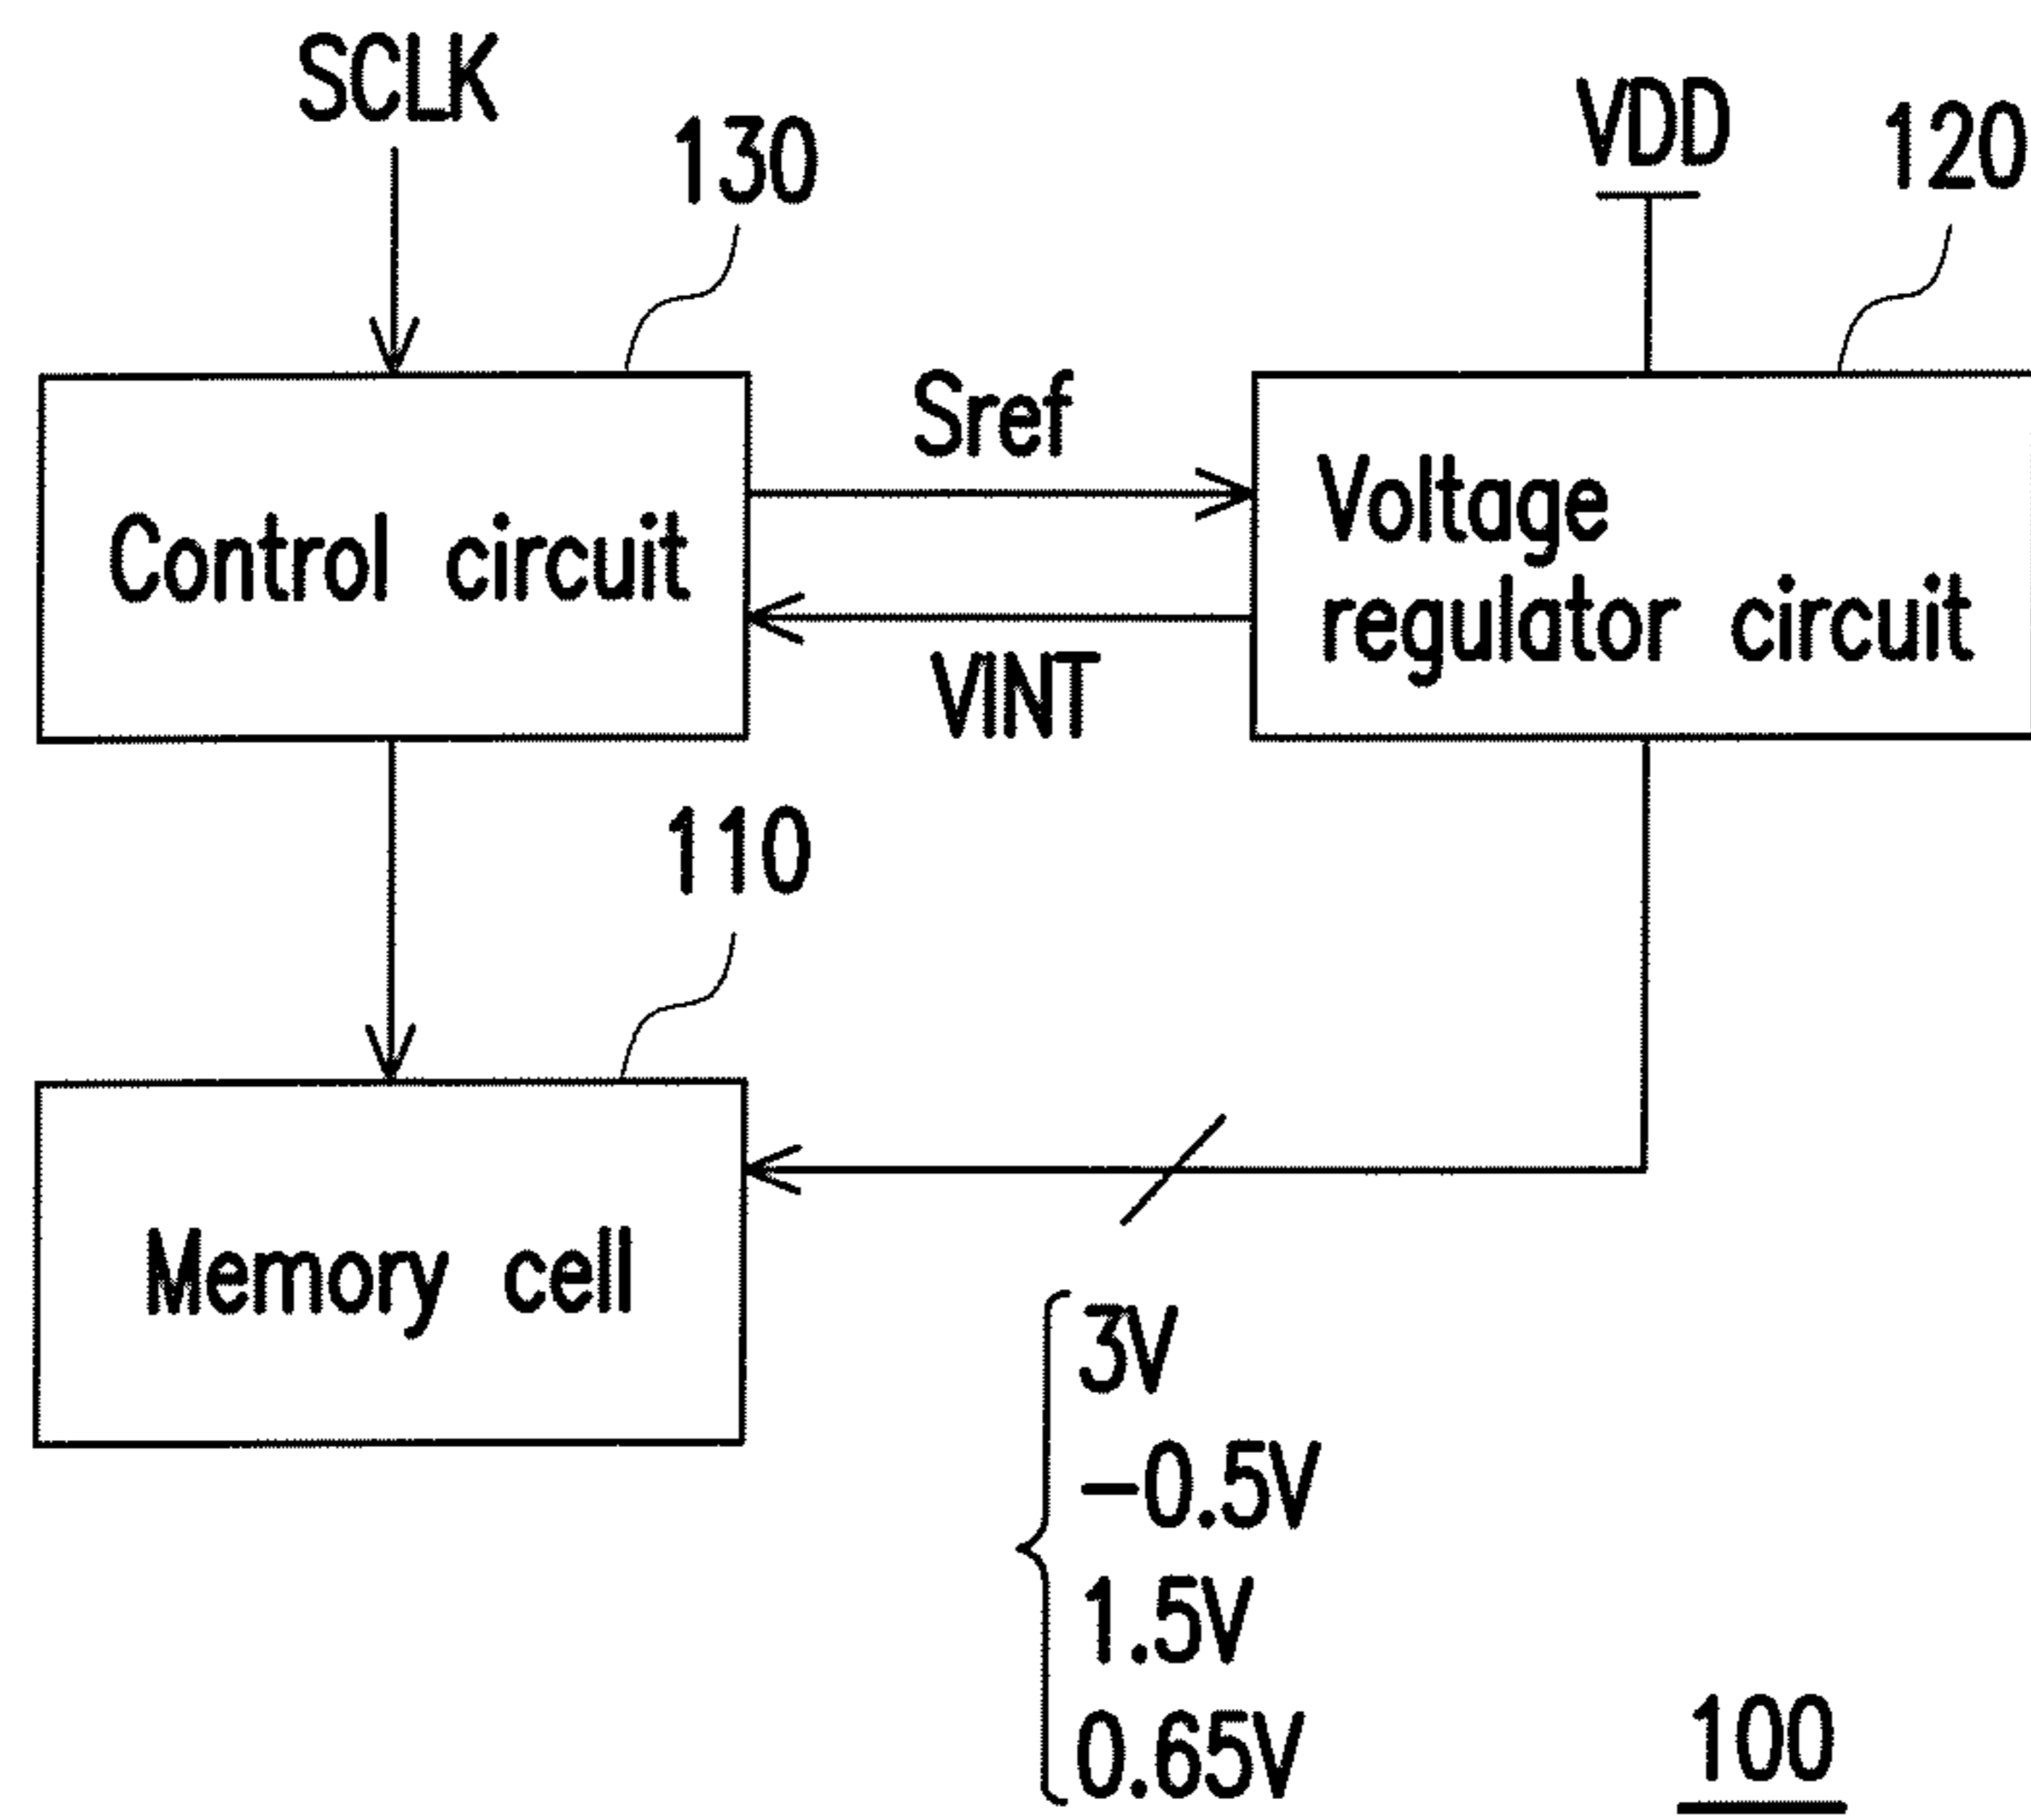 SCLK
130
VDD
120
Sref
Control circuit
Voltage
regulator circuit
VINT
110
Memory cell
3V
-0.5V
1.5V
0.65V
100